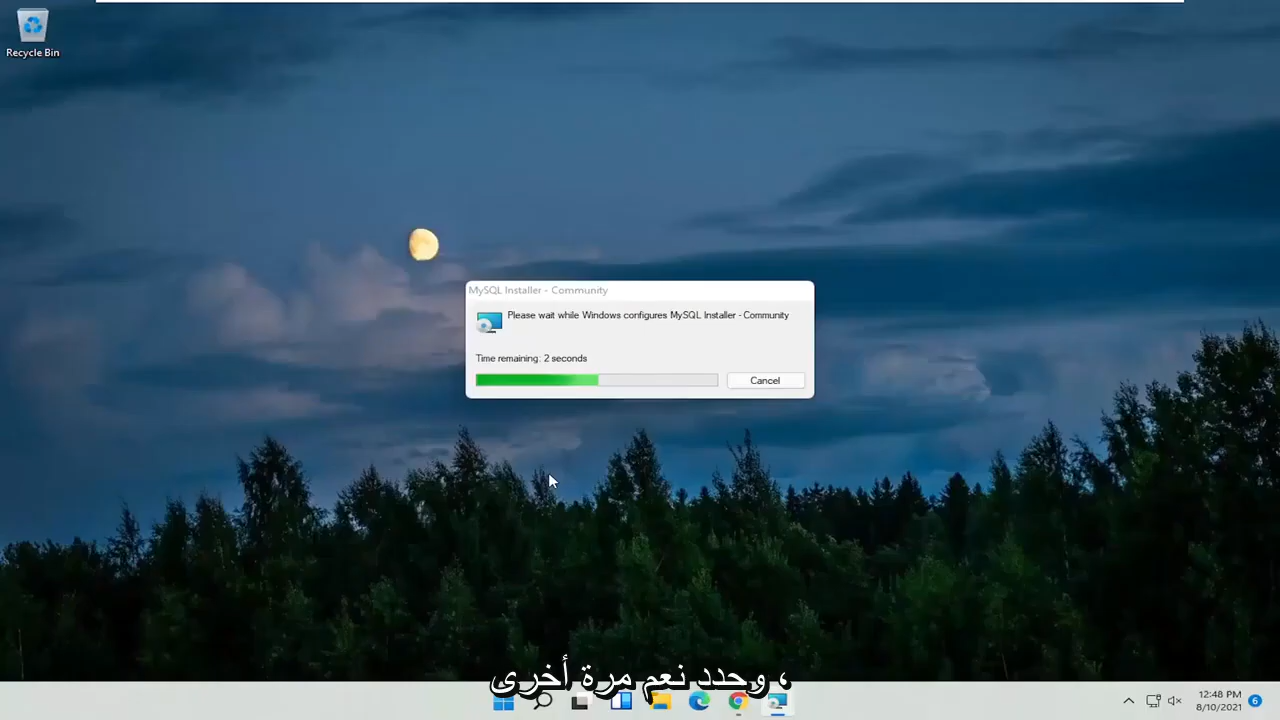 Recycle Bin
MySQL Installer - Community
Please wait while Windows configures MySQL Installer - Community
Time remaining: 2 seconds
Cancel
، وحدد نعم مرة أخرى
12:48 PM
8/10/2021
6